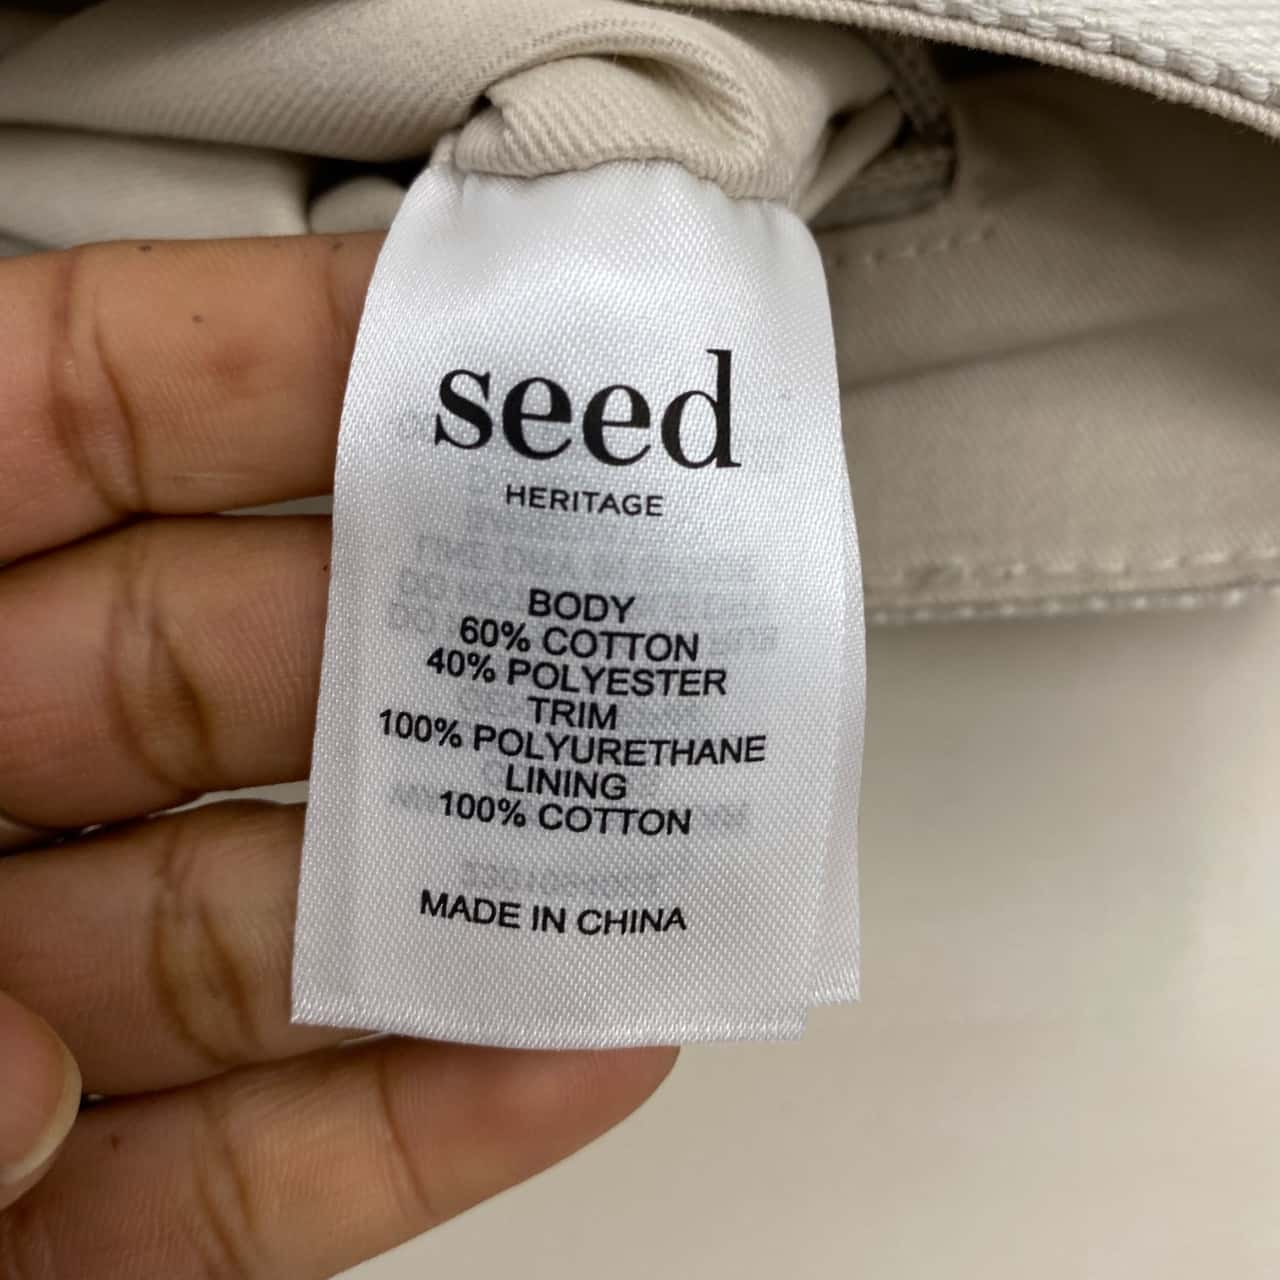 seed
HERITAGE
BODY
60% COTTON
40% POLYESTER
TRIM
100% POLYURETHANE
LINING
100% COTTON
MADE IN CHINA